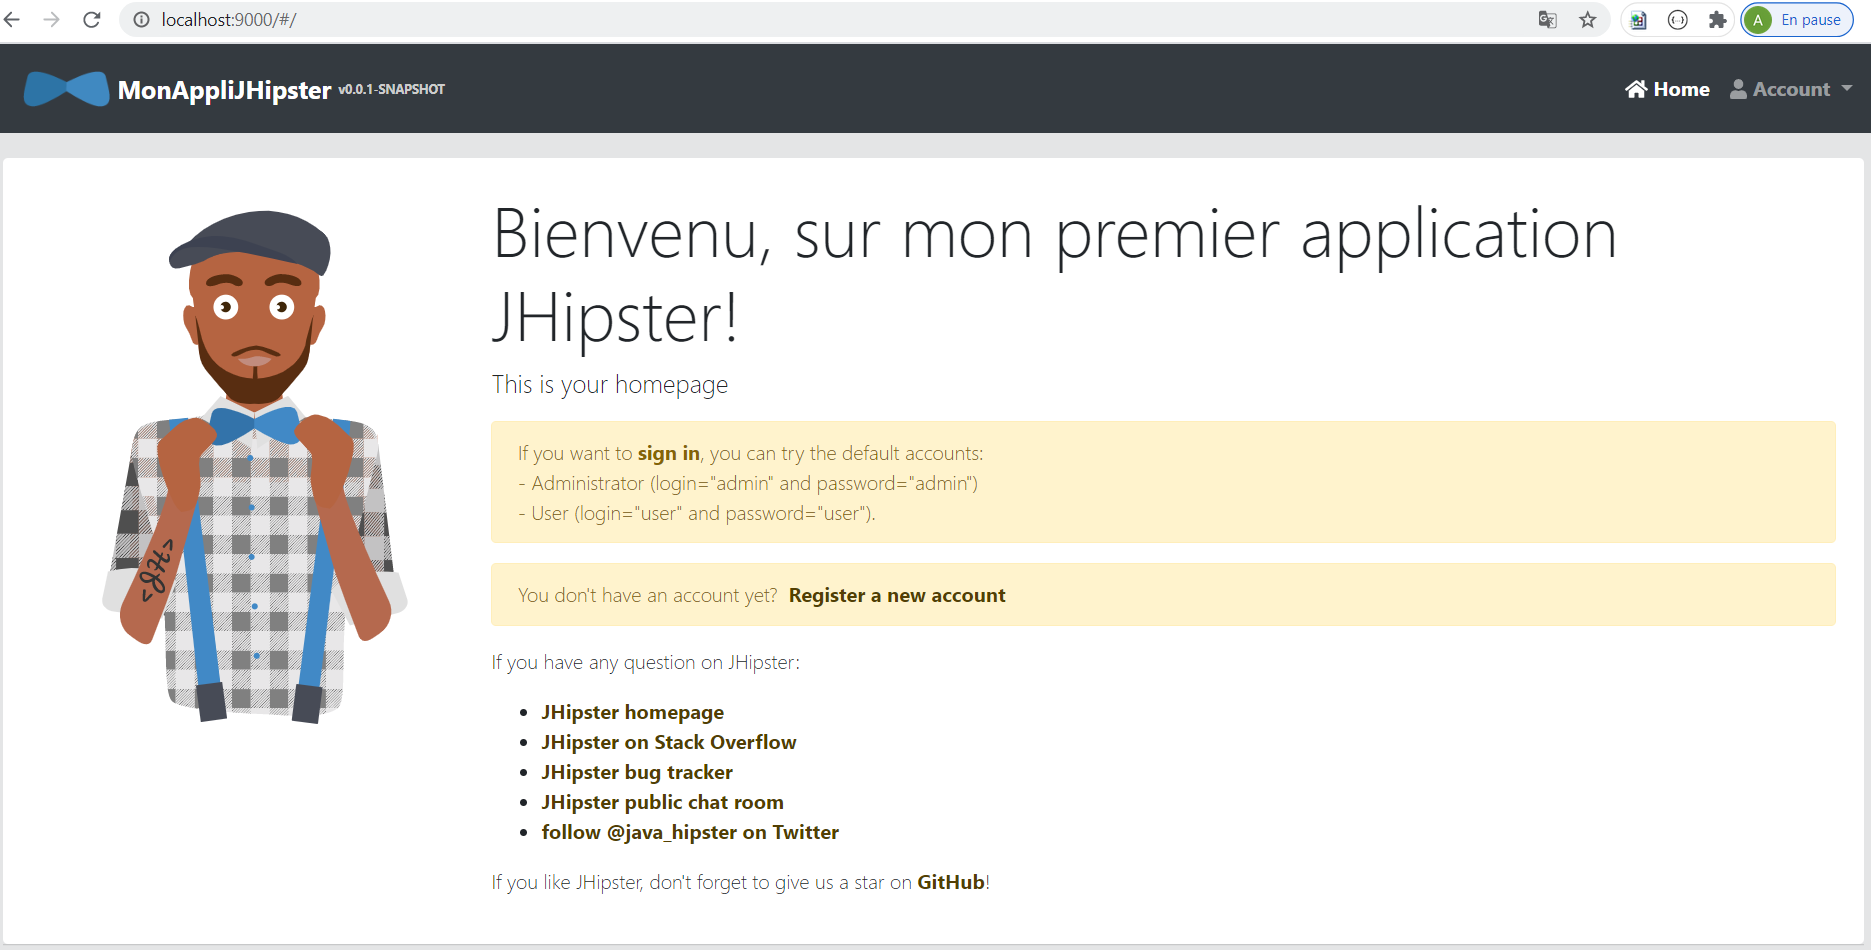 localhost:9000/#/
A En pause
MonAppliJHipster v0.0.1-SNAPSHOT
Home Account
Bienvenu, sur mon premier application
JHipster!
This is your homepage
If you want to sign in, you can try the default accounts:
- Administrator (login="admin" and password="admin")
- User (login="user" and password="user").
You don't have an account yet? Register a new account
<JH>
If you have any question on JHipster:
JHipster homepage
JHipster on Stack Overflow
JHipster bug tracker
JHipster public chat room
follow @java_hipster on Twitter
If you like JHipster, don't forget to give us a star on GitHub!